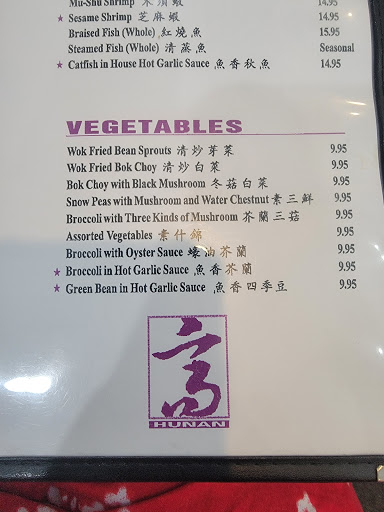 Mu-Shu Shrimp 木須蝦 14.95
★ Sesame Shrimp 芝麻蝦 14.95
Braised Fish (Whole) 紅燒魚 15.95
Steamed Fish (Whole) 清蒸魚 Seasonal
★ Catfish in House Hot Garlic Sauce 魚香秋魚 14.95
VEGETABLES
Wok Fried Bean Sprouts 清炒芽菜 9.95
Wok Fried Bok Choy 清炒白菜 9.95
Bok Choy with Black Mushroom 冬菇白菜 9.95
Snow Peas with Mushroom and Water Chestnut 素三鮮 9.95
Broccoli with Three Kinds of Mushroom 芥蘭三菇 9.95
Assorted Vegetables 素什錦 9.95
Broccoli with Oyster Sauce 蠔油芥蘭 9.95
★ Broccoli in Hot Garlic Sauce 魚香芥蘭 9.95
★ Green Bean in Hot Garlic Sauce 魚香四季豆 9.95
HUNAN